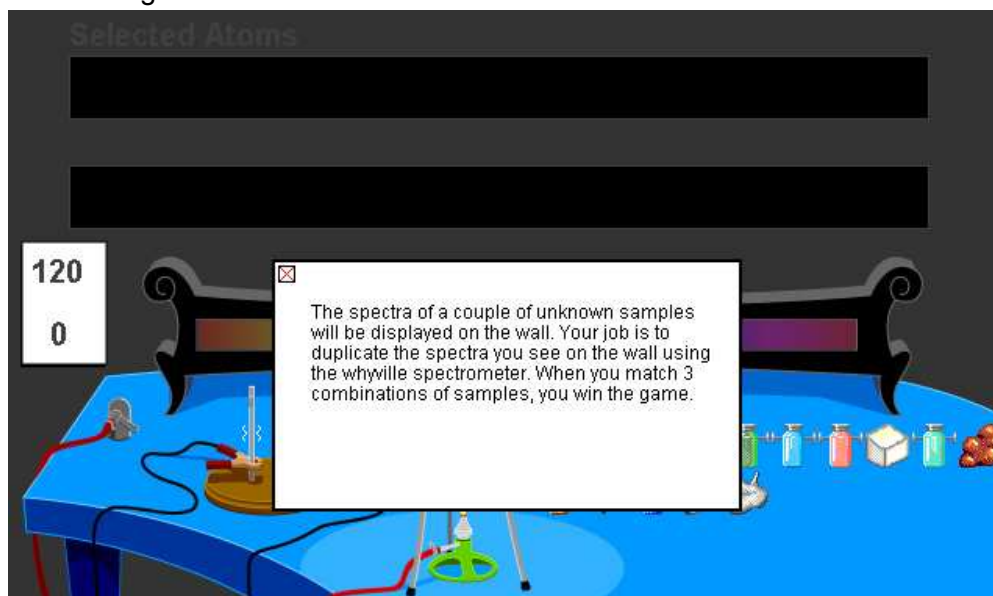 Selected Atoms
120
0
The spectra of a couple of unknown samples
will be displayed on the wall. Your job is to
duplicate the spectra you see on the wall using
the whyville spectrometer. When you match 3
combinations of samples, you win the game.